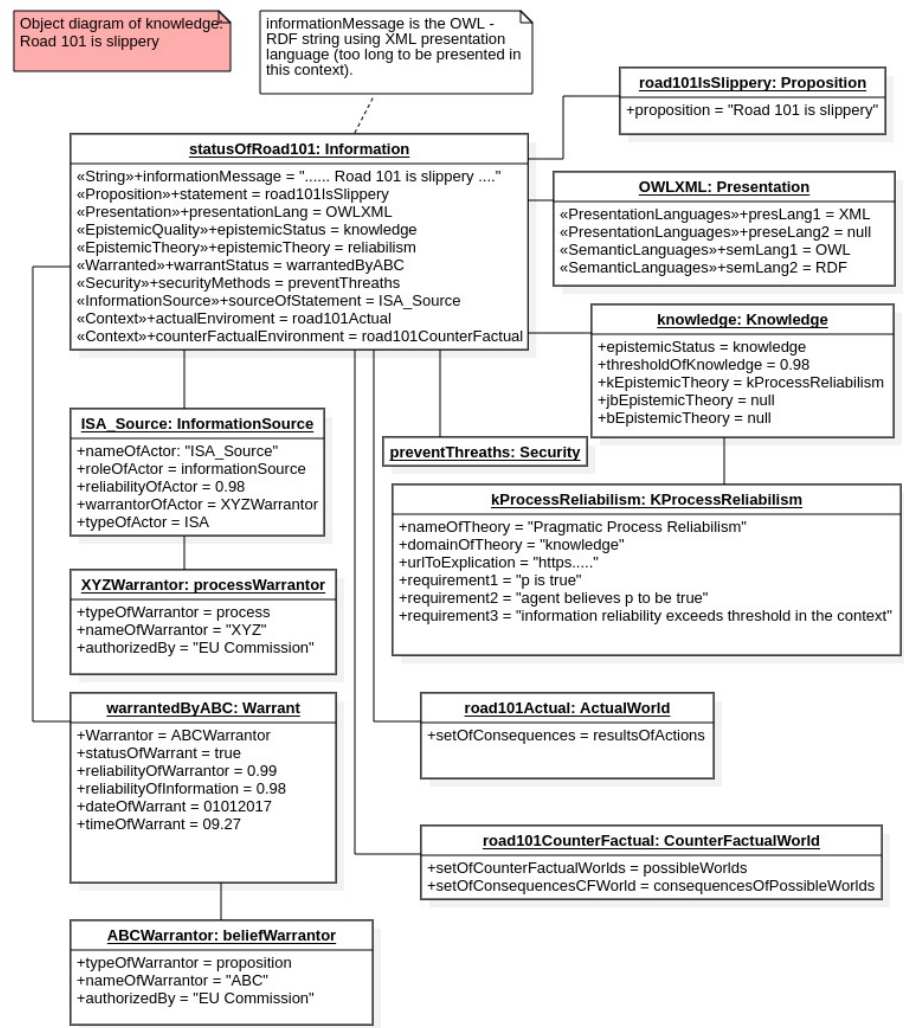 Object diagram of knowledge:
Road 101 is slippery
informationMessage is the OWL -
RDF string using XML presentation
language (too long to be presented in
this context).
road101IsSlippery: Proposition
+proposition = "Road 101 is slippery"
statusOfRoad101: Information
«String»+informationMessage = "...... Road 101 is slippery ...."
«Proposition»+statement = road101IsSlippery
«Presentation»+presentationLang = OWLXML
«EpistemicQuality»+epistemicStatus = knowledge
«EpistemicTheory»+epistemicTheory = reliabilism
«Warranted»+warrantStatus = warrantedByABC
«Security»+securityMethods = preventThreaths
«InformationSource»+sourceOfStatement = ISA_Source
«Context»+actualEnviroment = road101Actual
«Context»+counterFactualEnvironment = road101CounterFactual
OWLXML: Presentation
«PresentationLanguages»+presLang1 = XML
«PresentationLanguages»+preseLang2 = null
«SemanticLanguages»+semLang1 = OWL
«SemanticLanguages»+semLang2 = RDF
knowledge: Knowledge
+epistemicStatus = knowledge
+thresholdOfKnowledge = 0.98
+kEpistemicTheory = kProcessReliabilism
+jbEpistemicTheory = null
+bEpistemicTheory = null
ISA_Source: InformationSource
+nameOfActor: "ISA_Source"
+roleOfActor = informationSource
+reliabilityOfActor = 0.98
+warrantorOfActor = XYZWarrantor
+typeOfActor = ISA
preventThreaths: Security
kProcessReliabilism: KProcessReliabilism
+nameOfTheory = "Pragmatic Process Reliabilism"
+domainOfTheory = "knowledge"
+urlToExplication = "https....."
+requirement1 = "p is true"
+requirement2 = "agent believes p to be true"
+requirement3 = "information reliability exceeds threshold in the context"
XYZWarrantor: processWarrantor
+typeOfWarrantor = process
+nameOfWarrantor = "XYZ"
+authorizedBy = "EU Commission"
warrantedByABC: Warrant
+Warrantor = ABCWarrantor
+statusOfWarrant = true
+reliabilityOfWarrantor = 0.99
+reliabilityOfInformation = 0.98
+dateOfWarrant = 01012017
+timeOfWarrant = 09.27
road101Actual: ActualWorld
+setOfConsequences = resultsOfActions
road101CounterFactual: CounterFactualWorld
+setOfCounterFactualWorlds = possibleWorlds
+setOfConsequencesCFWorld = consequencesOfPossibleWorlds
ABCWarrantor: beliefWarrantor
+typeOfWarrantor = proposition
+nameOfWarrantor = "ABC"
+authorizedBy = "EU Commission"